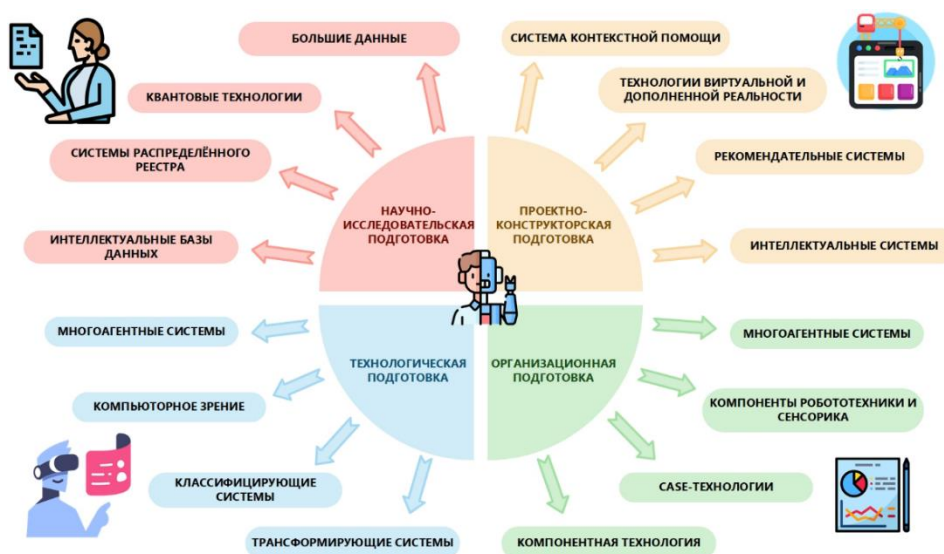 БОЛЬШИЕ ДАННЫЕ
КВАНТОВЫЕ ТЕХНОЛОГИИ
СИСТЕМЫ РАСПРЕДЕЛЁННОГО
РЕЕСТРА
ИНТЕЛЛЕКТУАЛЬНЫЕ БАЗЫ
ДАННЫХ
НАУЧНО-
ИССЛЕДОВАТЕЛЬСКАЯ
ПОДГОТОВКА
СИСТЕМА КОНТЕКСТНОЙ ПОМОЩИ
ТЕХНОЛОГИИ ВИРТУАЛЬНОЙ И
ДОПОЛНЕННОЙ РЕАЛЬНОСТИ
РЕКОМЕНДАТЕЛЬНЫЕ СИСТЕМЫ
ИНТЕЛЛЕКТУАЛЬНЫЕ СИСТЕМЫ
ПРОЕКТНО-
КОНСТРУКТОРСКАЯ
ПОДГОТОВКА
МНОГОАГЕНТНЫЕ СИСТЕМЫ
КОМПЬЮТОРНОЕ ЗРЕНИЕ
КЛАССИФИЦИРУЮЩИЕ
СИСТЕМЫ
ТРАНСФОРМИРУЮЩИЕ СИСТЕМЫ
ТЕХНОЛОГИЧЕСКАЯ
ПОДГОТОВКА
ОРГАНИЗАЦИОННАЯ
ПОДГОТОВКА
МНОГОАГЕНТНЫЕ СИСТЕМЫ
КОМПОНЕНТЫ РОБОТОТЕХНИКИ И
СЕНСОРИКА
CASE-ТЕХНОЛОГИИ
КОМПОНЕНТНАЯ ТЕХНОЛОГИЯ